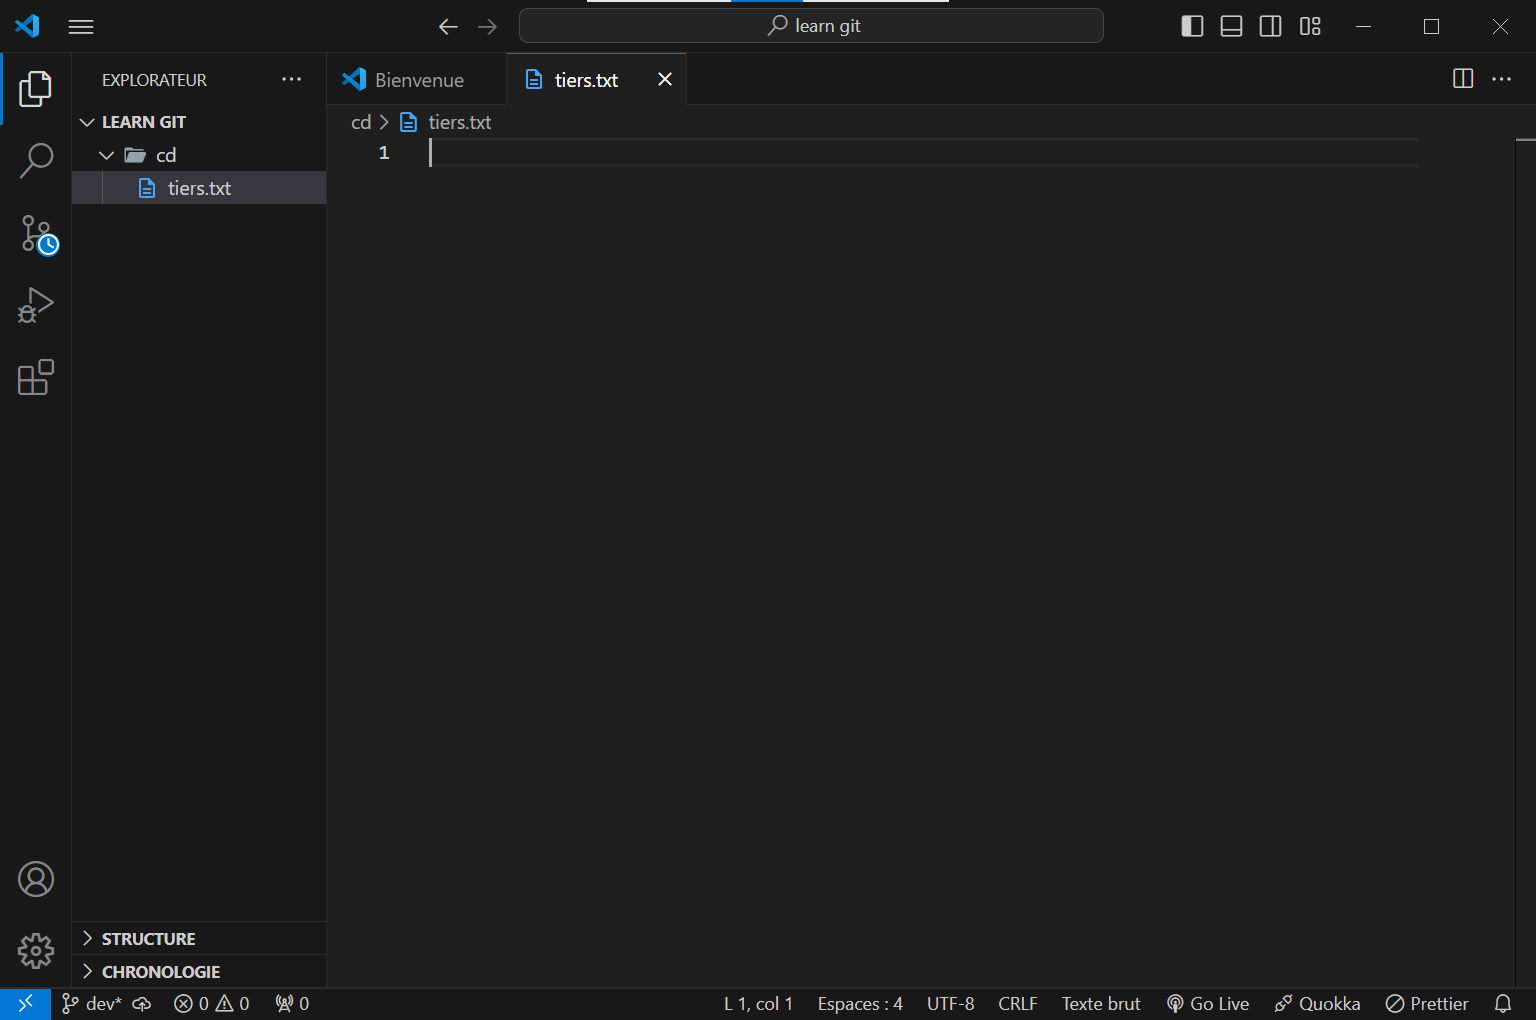 learn git
EXPLORATEUR
LEARN GIT
cd
tiers.txt
STRUCTURE
CHRONOLOGIE
Bienvenue
tiers.txt
cd > tiers.txt
1
dev*
0 0
0
L 1, col 1
Espaces : 4
UTF-8
CRLF
Texte brut
Go Live
Quokka
Prettier